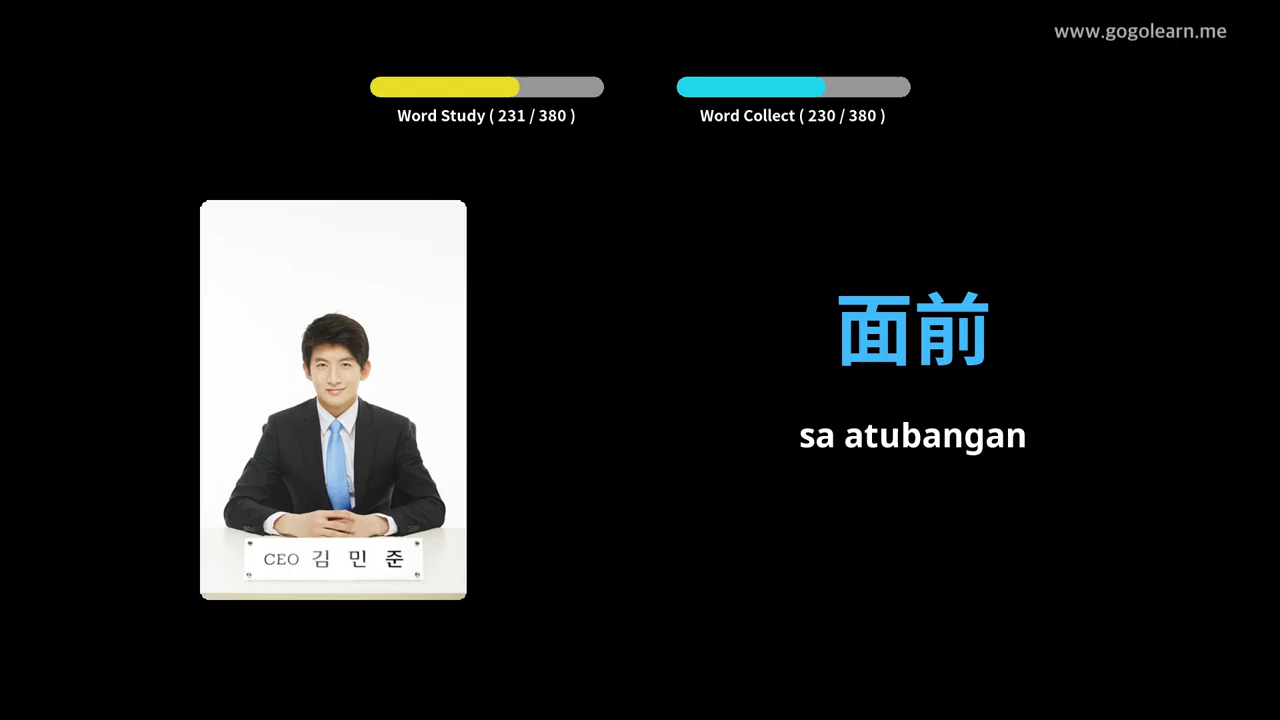 www.gogolearn.me
Word Study ( 231 / 380 )
Word Collect ( 230 / 380 )
面前
sa atubangan
CEO 김 민 준